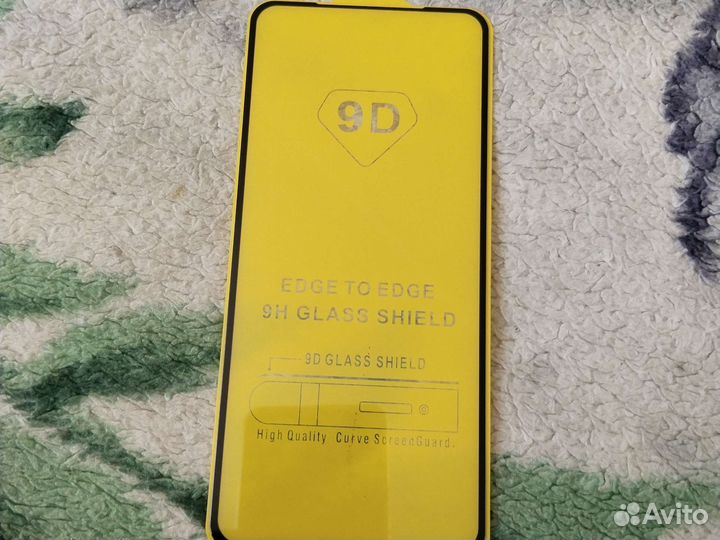 9D
EDGE TO EDGE
9H GLASS SHIELD
9D GLASS SHIELD
High Quality Curve ScreenGuard.
Avito